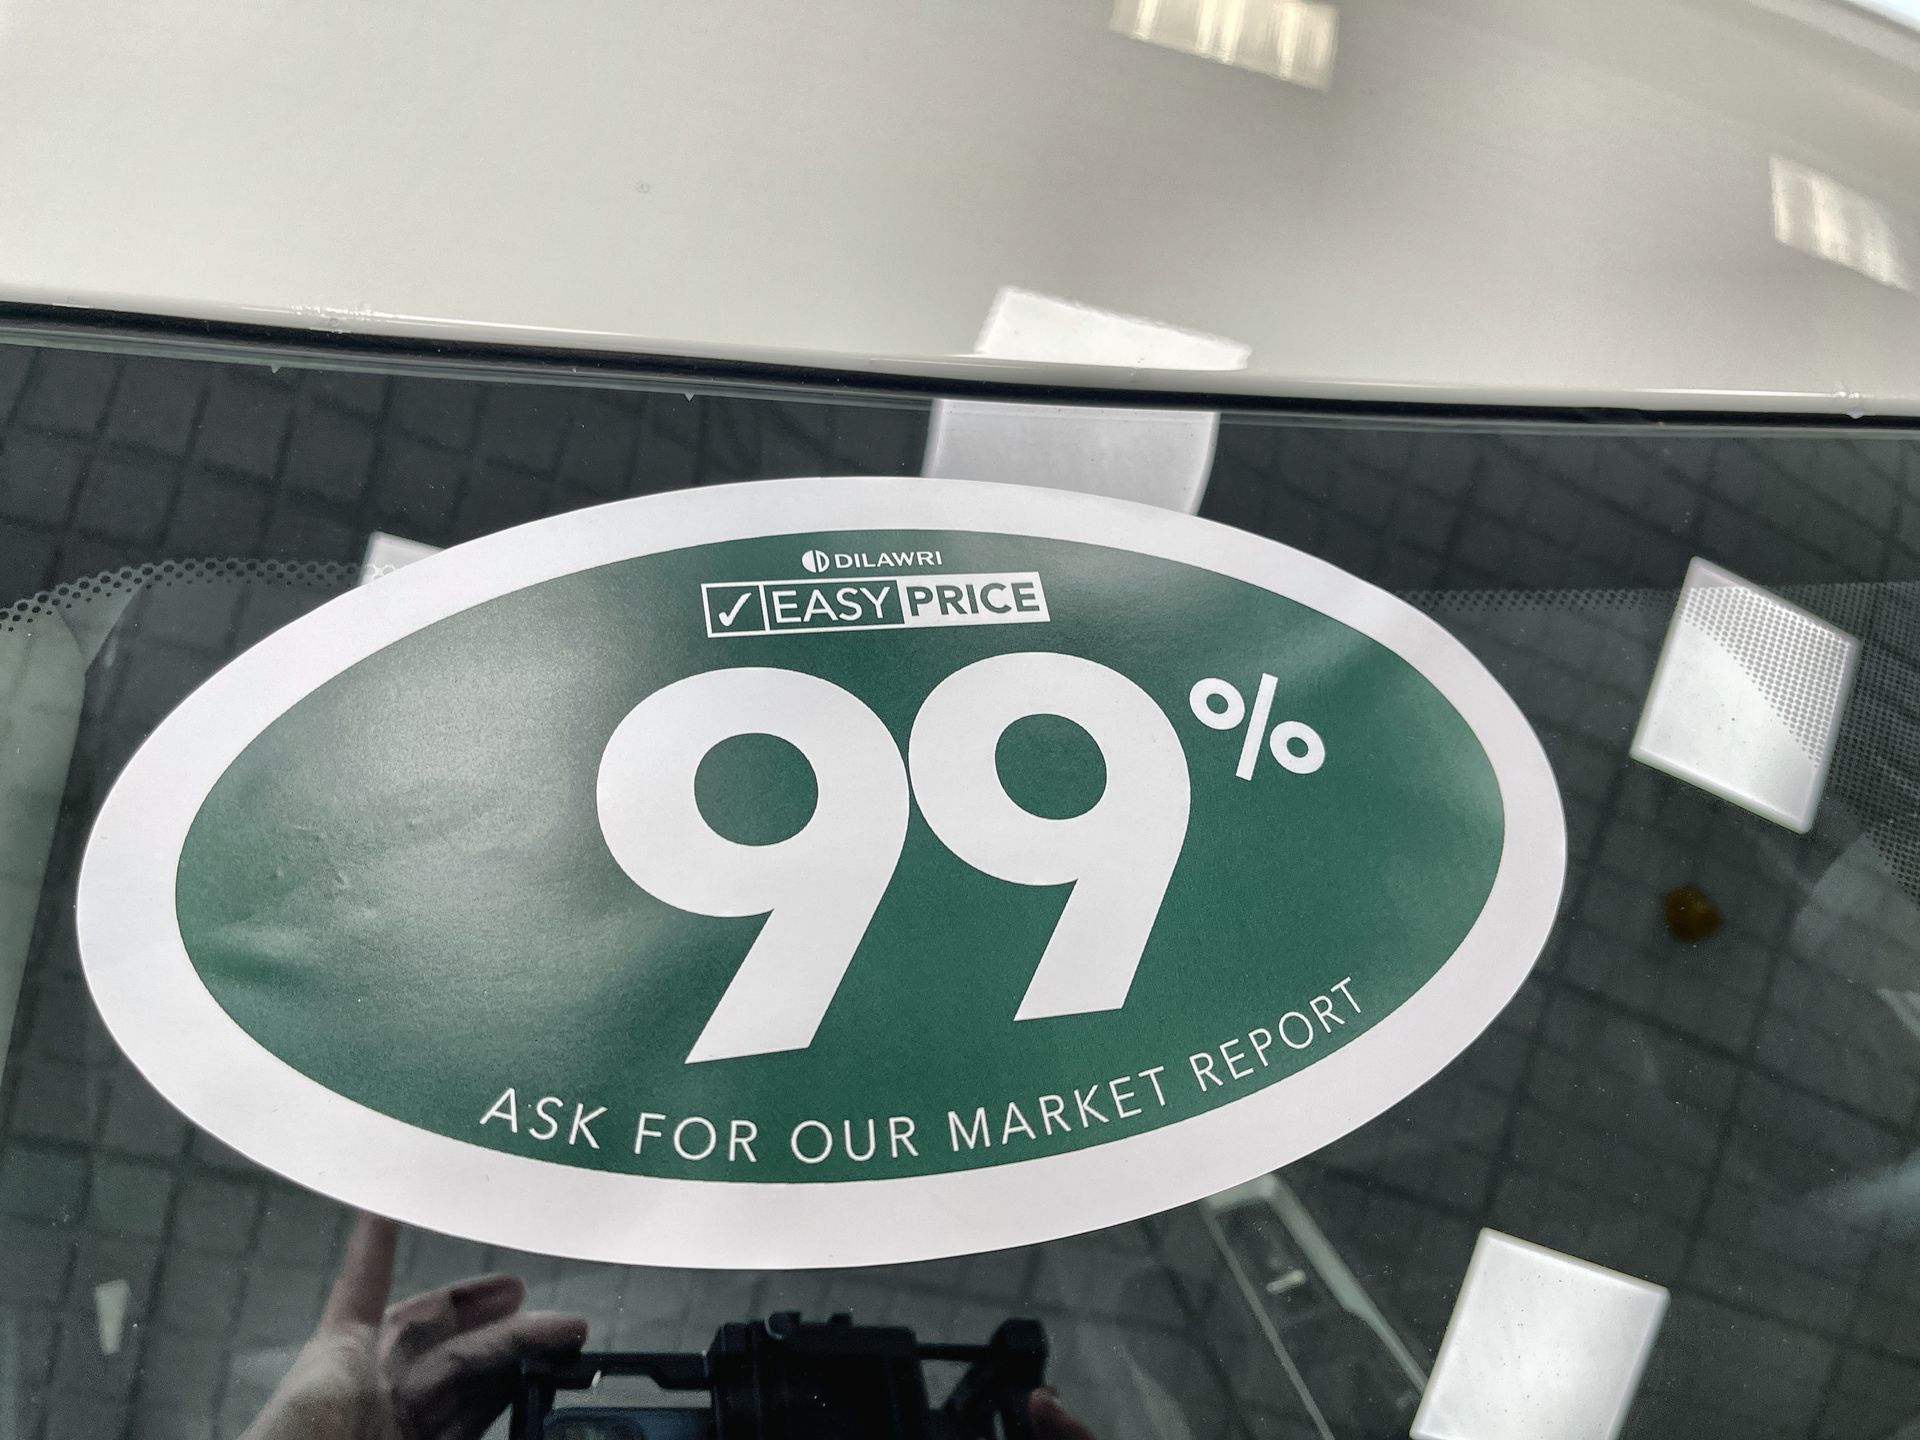 DILAWRI
EASY PRICE
99%
ASK FOR OUR MARKET REPORT